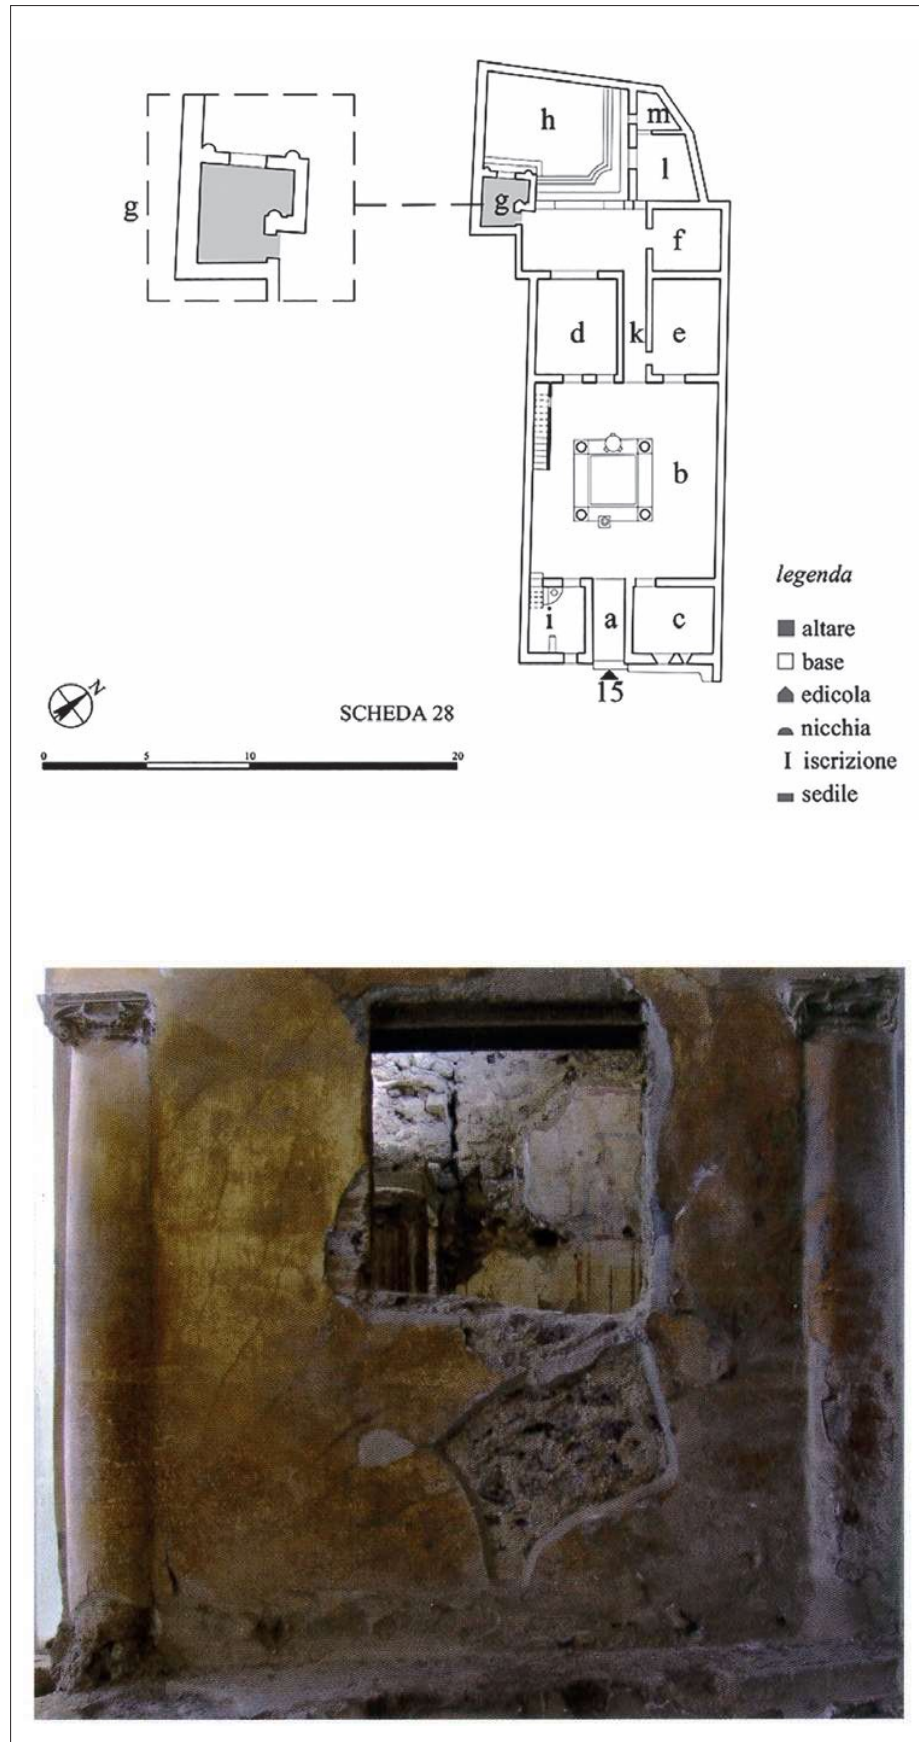 h
m
l
g
g
f
d
k
e
b
i
a
c
15
N
SCHEDA 28
0 5 10 20
legenda
altare
base
edicola
nicchia
I iscrizione
sedile